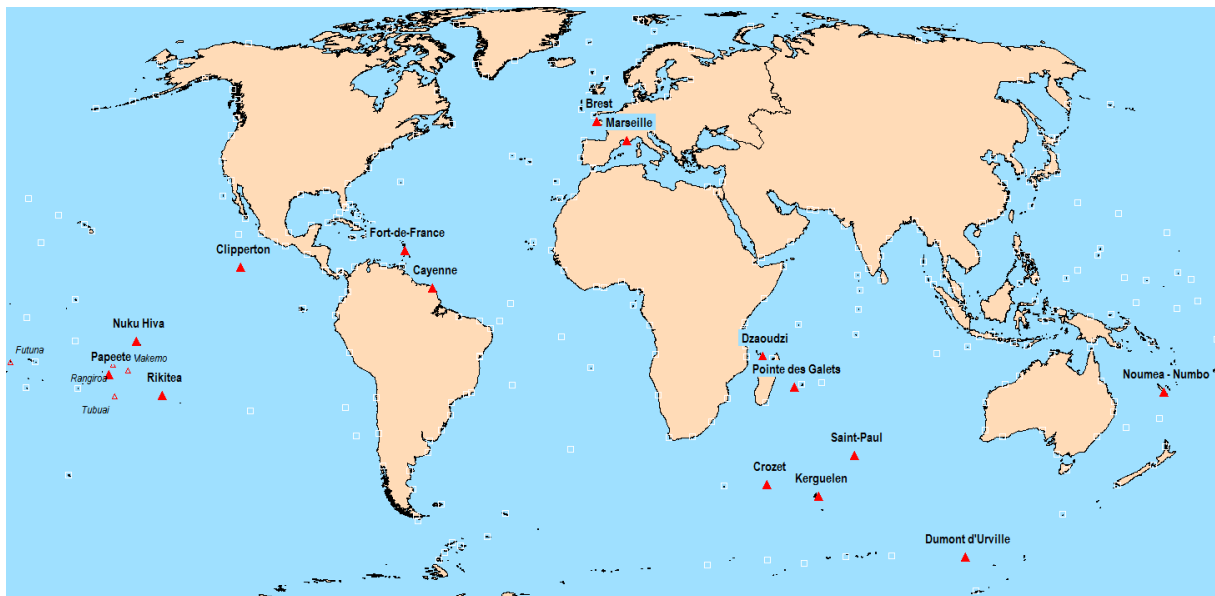 Brest
Marseille
Fort-de-France
Clipperton
Cayenne
Nuku Hiva
Dzaoudzi
Futuna
Papeete
Makemo
Pointe des Galets
Rangiroa
Rikitea
Noumea - Numbo
Tubuai
Saint-Paul
Crozet
Kerguelen
Dumont d'Urville